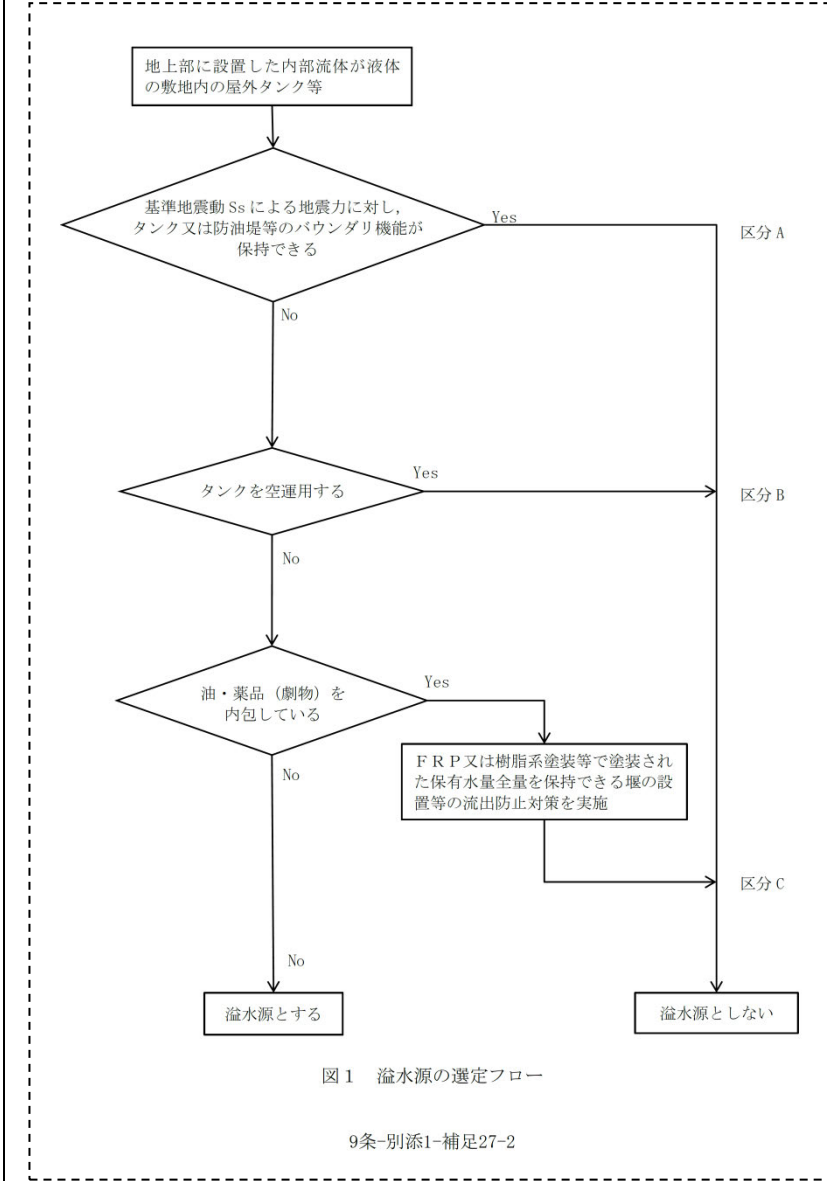 地上部に設置した内部流体が液体
の敷地内の屋外タンク等
基準地震動 Ss による地震力に対し，
タンク又は防油堤等のバウンダリ機能が
保持できる
Yes
区分 A
No
タンクを空運用する
Yes
区分 B
No
油・薬品（劇物）を
内包している
Yes
No
ＦＲＰ又は樹脂系塗装等で塗装され
た保有水量全量を保持できる堰の設
置等の流出防止対策を実施
区分 C
No
溢水源とする
溢水源としない
図１　溢水源の選定フロー
9条-別添1-補足27-2